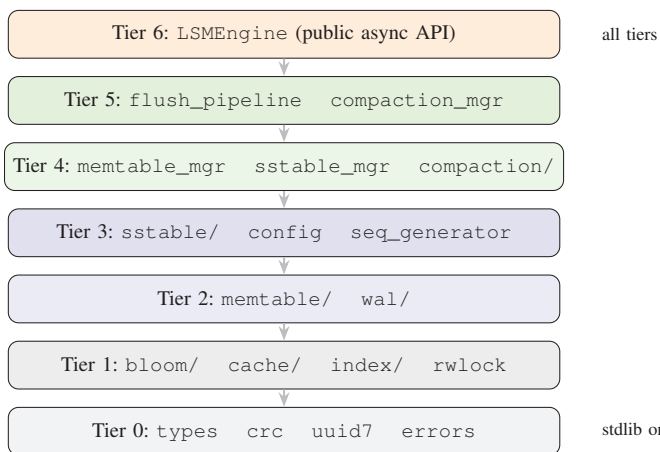 Tier 6: LSMEngine (public async API)
all tiers
Tier 5: flush_pipeline compaction_mgr
Tier 4: memtable_mgr sstable_mgr compaction/
Tier 3: sstable/ config seq_generator
Tier 2: memtable/ wal/
Tier 1: bloom/ cache/ index/ rwlock
Tier 0: types crc uuid7 errors
stdlib